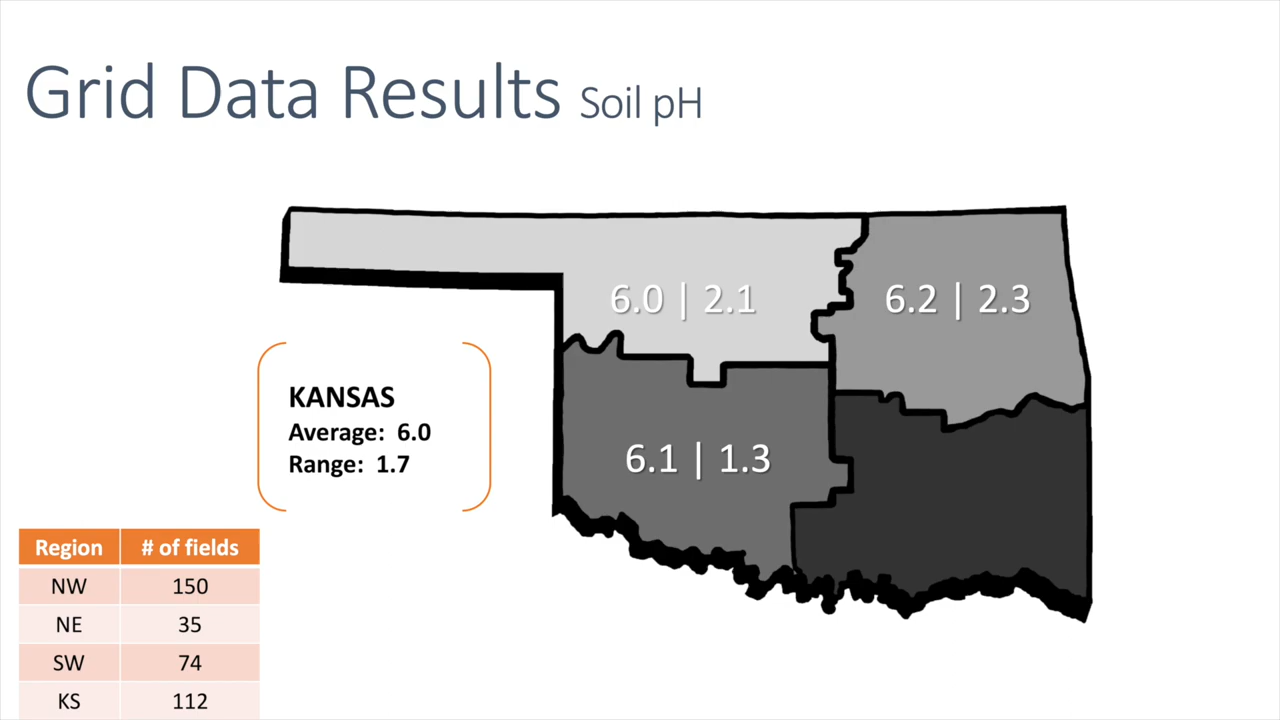 Grid Data Results Soil pH
6.0 | 2.1
6.2 | 2.3
KANSAS
Average: 6.0
Range: 1.7
6.1 | 1.3
Region # of fields
NW 150
NE 35
SW 74
KS 112